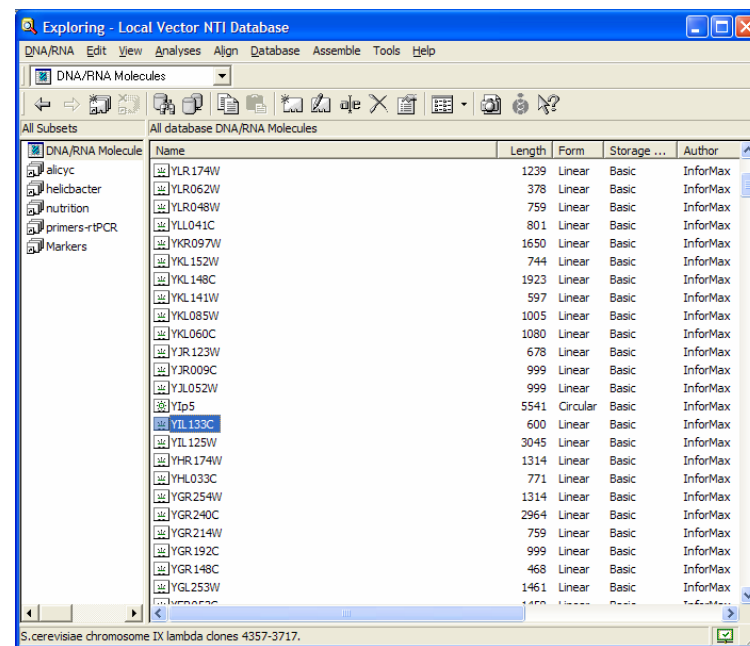 Exploring - Local Vector NTI Database
DNA/RNA Edit View Analyses Align Database Assemble Tools Help
DNA/RNA Molecules
All Subsets All database DNA/RNA Molecules
DNA/RNA Molecule Name Length Form Storage ... Author
alicyc YLR174W 1239 Linear Basic InforMax
helicbacter YLR062W 378 Linear Basic InforMax
nutrition YLR048W 759 Linear Basic InforMax
primers-rtPCR YLL041C 801 Linear Basic InforMax
Markers YKR097W 1650 Linear Basic InforMax
YKL152W 744 Linear Basic InforMax
YKL148C 1923 Linear Basic InforMax
YKL141W 597 Linear Basic InforMax
YKL085W 1005 Linear Basic InforMax
YKL060C 1080 Linear Basic InforMax
YJR123W 678 Linear Basic InforMax
YJR009C 999 Linear Basic InforMax
YJL052W 999 Linear Basic InforMax
YIp5 5541 Circular Basic InforMax
YIL133C 600 Linear Basic InforMax
YIL125W 3045 Linear Basic InforMax
YHR174W 1314 Linear Basic InforMax
YHL033C 771 Linear Basic InforMax
YGR254W 1314 Linear Basic InforMax
YGR240C 2964 Linear Basic InforMax
YGR214W 759 Linear Basic InforMax
YGR192C 999 Linear Basic InforMax
YGR148C 468 Linear Basic InforMax
YGL253W 1461 Linear Basic InforMax
S.cerevisiae chromosome IX lambda clones 4357-3717.